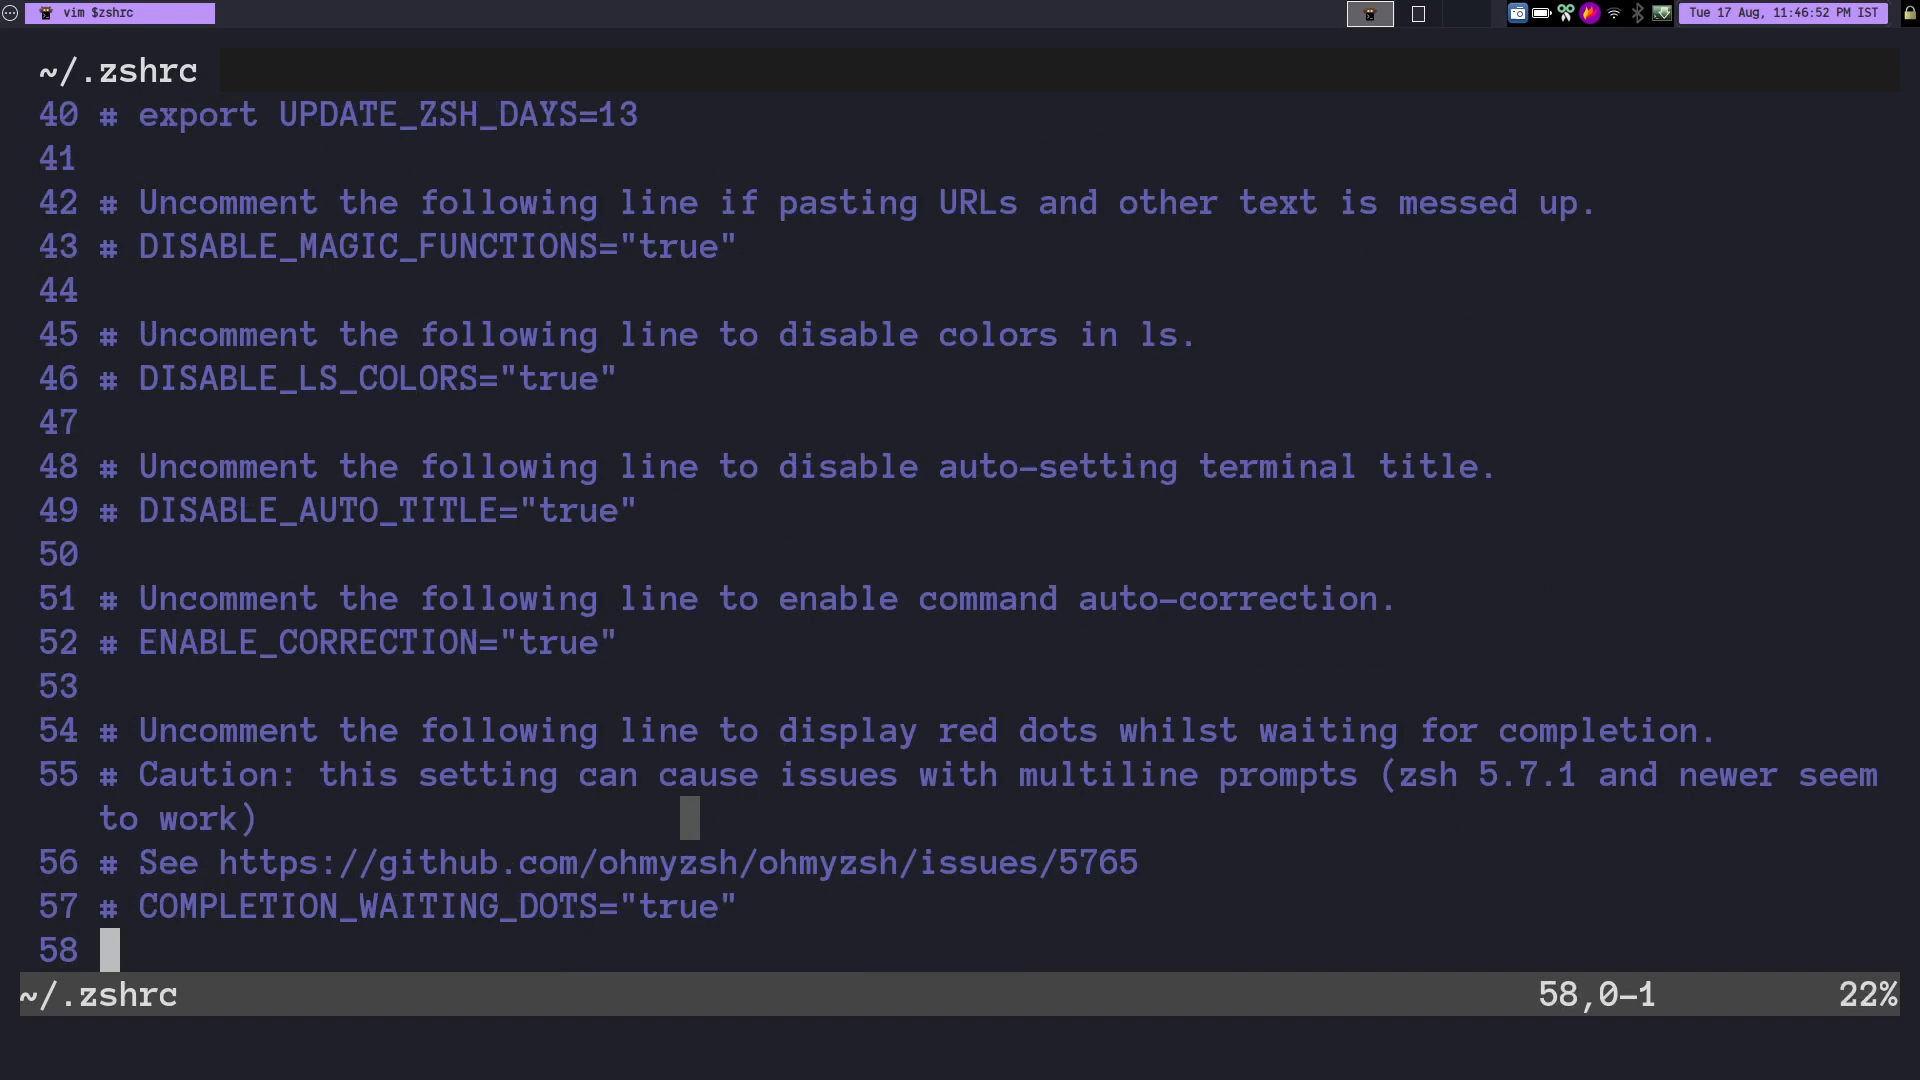 vim $zshrc
Tue 17 Aug, 11:46:52 PM IST
~/.zshrc
40 # export UPDATE_ZSH_DAYS=13
41
42 # Uncomment the following line if pasting URLs and other text is messed up.
43 # DISABLE_MAGIC_FUNCTIONS="true"
44
45 # Uncomment the following line to disable colors in ls.
46 # DISABLE_LS_COLORS="true"
47
48 # Uncomment the following line to disable auto-setting terminal title.
49 # DISABLE_AUTO_TITLE="true"
50
51 # Uncomment the following line to enable command auto-correction.
52 # ENABLE_CORRECTION="true"
53
54 # Uncomment the following line to display red dots whilst waiting for completion.
55 # Caution: this setting can cause issues with multiline prompts (zsh 5.7.1 and newer seem
to work)
56 # See https://github.com/ohmyzsh/ohmyzsh/issues/5765
57 # COMPLETION_WAITING_DOTS="true"
58
~/.zshrc 58,0-1 22%